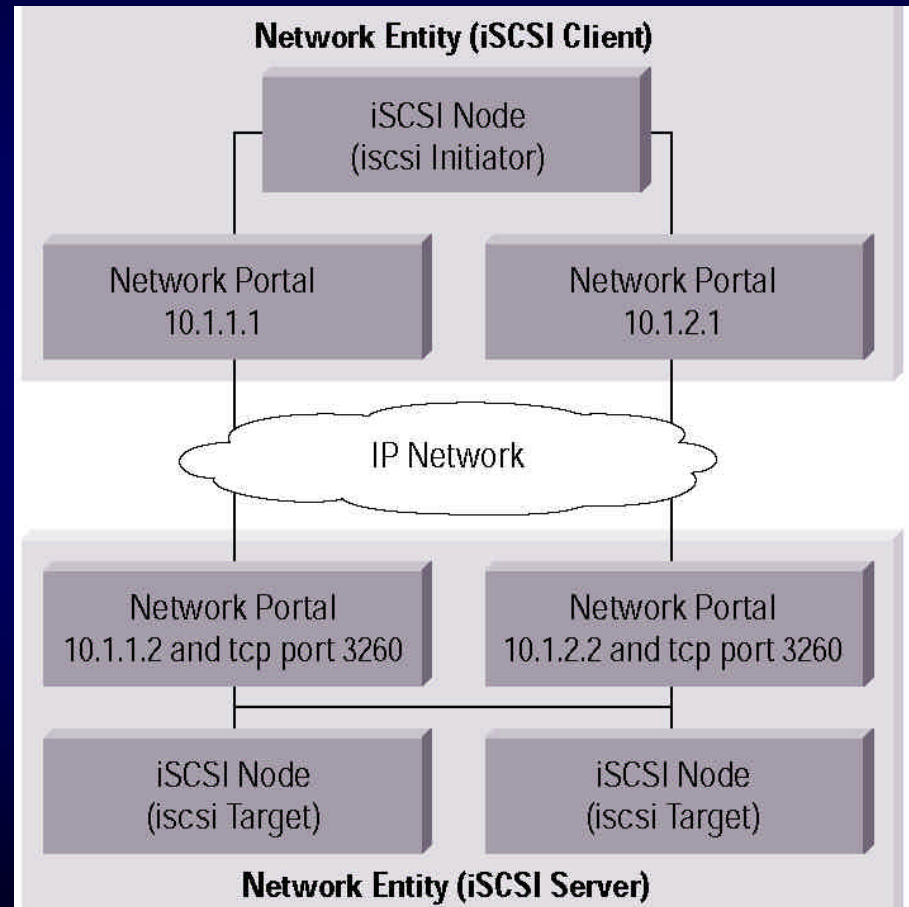 Network Entity (iSCSI Client)
iSCSI Node
(iscsi Initiator)
Network Portal
10.1.1.1
Network Portal
10.1.2.1
IP Network
Network Portal
10.1.1.2 and tcp port 3260
Network Portal
10.1.2.2 and tcp port 3260
iSCSI Node
(iscsi Target)
iSCSI Node
(iscsi Target)
Network Entity (iSCSI Server)